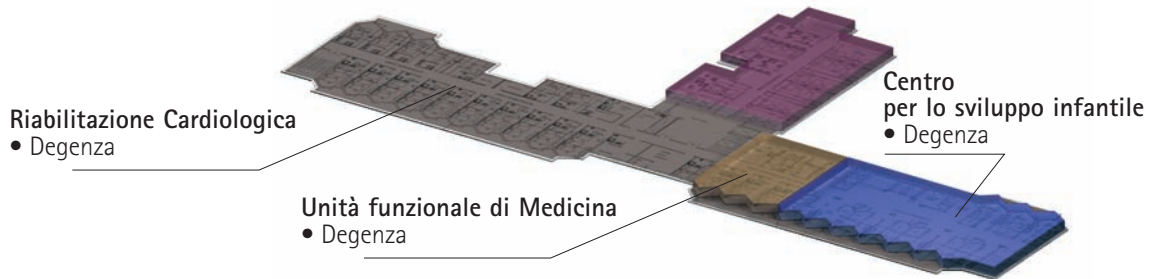 Riabilitazione Cardiologica
• Degenza
Unità funzionale di Medicina
• Degenza
Centro
per lo sviluppo infantile
• Degenza